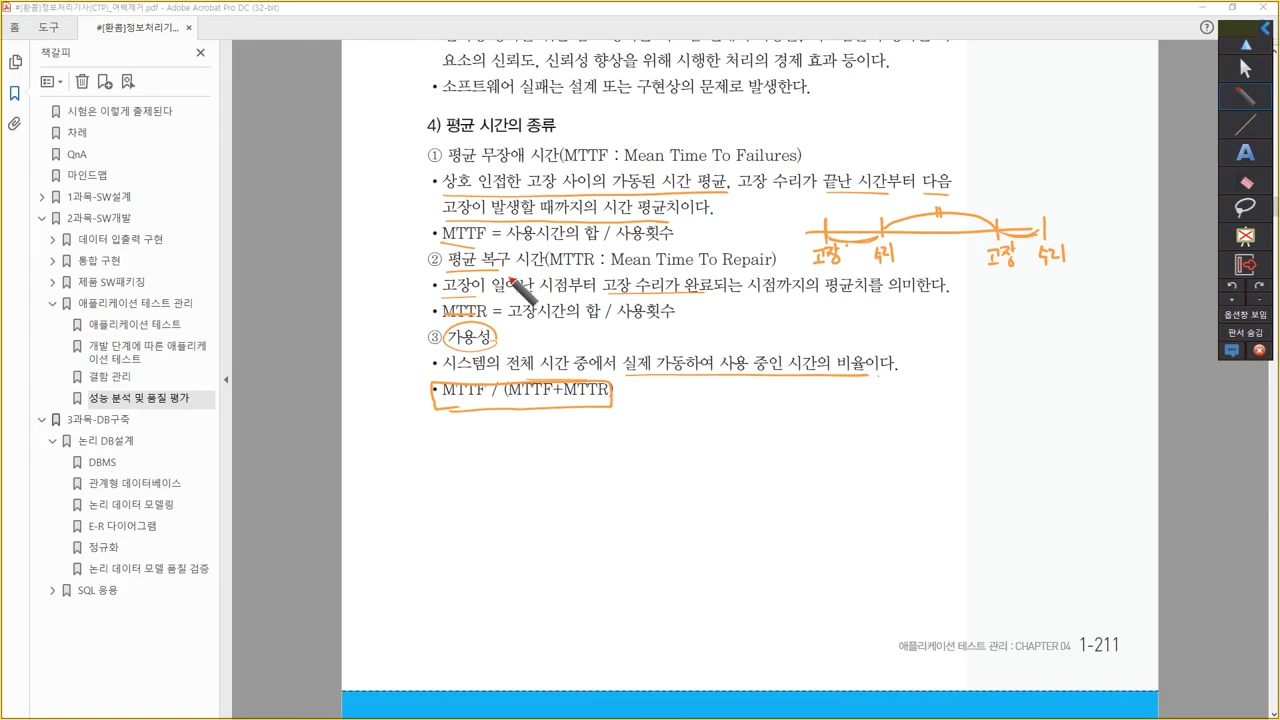 #[환콤]정보처리기사(CTP)_여백제거.pdf - Adobe Acrobat Pro DC (32-bit)
홈
도구
#[환콤]정보처리기...
책갈피
시험은 이렇게 출제된다
차례
QnA
마인드맵
1과목-SW설계
2과목-SW개발
데이터 입출력 구현
통합 구현
제품 SW패키징
애플리케이션 테스트 관리
애플리케이션 테스트
개발 단계에 따른 애플리케
이션 테스트
결함 관리
성능 분석 및 품질 평가
3과목-DB구축
논리 DB설계
DBMS
관계형 데이터베이스
논리 데이터 모델링
E-R 다이어그램
정규화
논리 데이터 모델 품질 검증
SQL 응용
요소의 신뢰도, 신뢰성 향상을 위해 시행한 처리의 경제 효과 등이다.
• 소프트웨어 실패는 설계 또는 구현상의 문제로 발생한다.
4) 평균 시간의 종류
① 평균 무장애 시간(MTTF : Mean Time To Failures)
• 상호 인접한 고장 사이의 가동된 시간 평균, 고장 수리가 끝난 시간부터 다음
고장이 발생할 때까지의 시간 평균치이다.
• MTTF = 사용시간의 합 / 사용횟수
고장 수리 고장 수리
② 평균 복구 시간(MTTR : Mean Time To Repair)
• 고장이 일어난 시점부터 고장 수리가 완료되는 시점까지의 평균치를 의미한다.
• MTTR = 고장시간의 합 / 사용횟수
③ 가용성
• 시스템의 전체 시간 중에서 실제 가동하여 사용 중인 시간의 비율이다.
• MTTF / (MTTF+MTTR)
애플리케이션 테스트 관리 : CHAPTER 04 1-211
A
옵션창 보임
판서 숨김